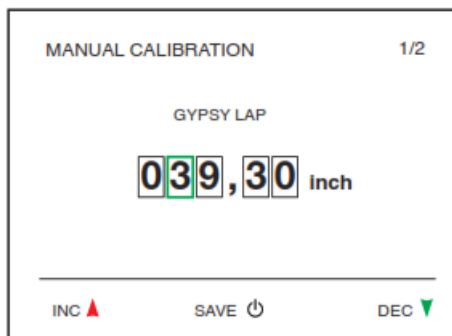 MANUAL CALIBRATION 1/2
GYPSY LAP
039,30 inch
INC SAVE DEC